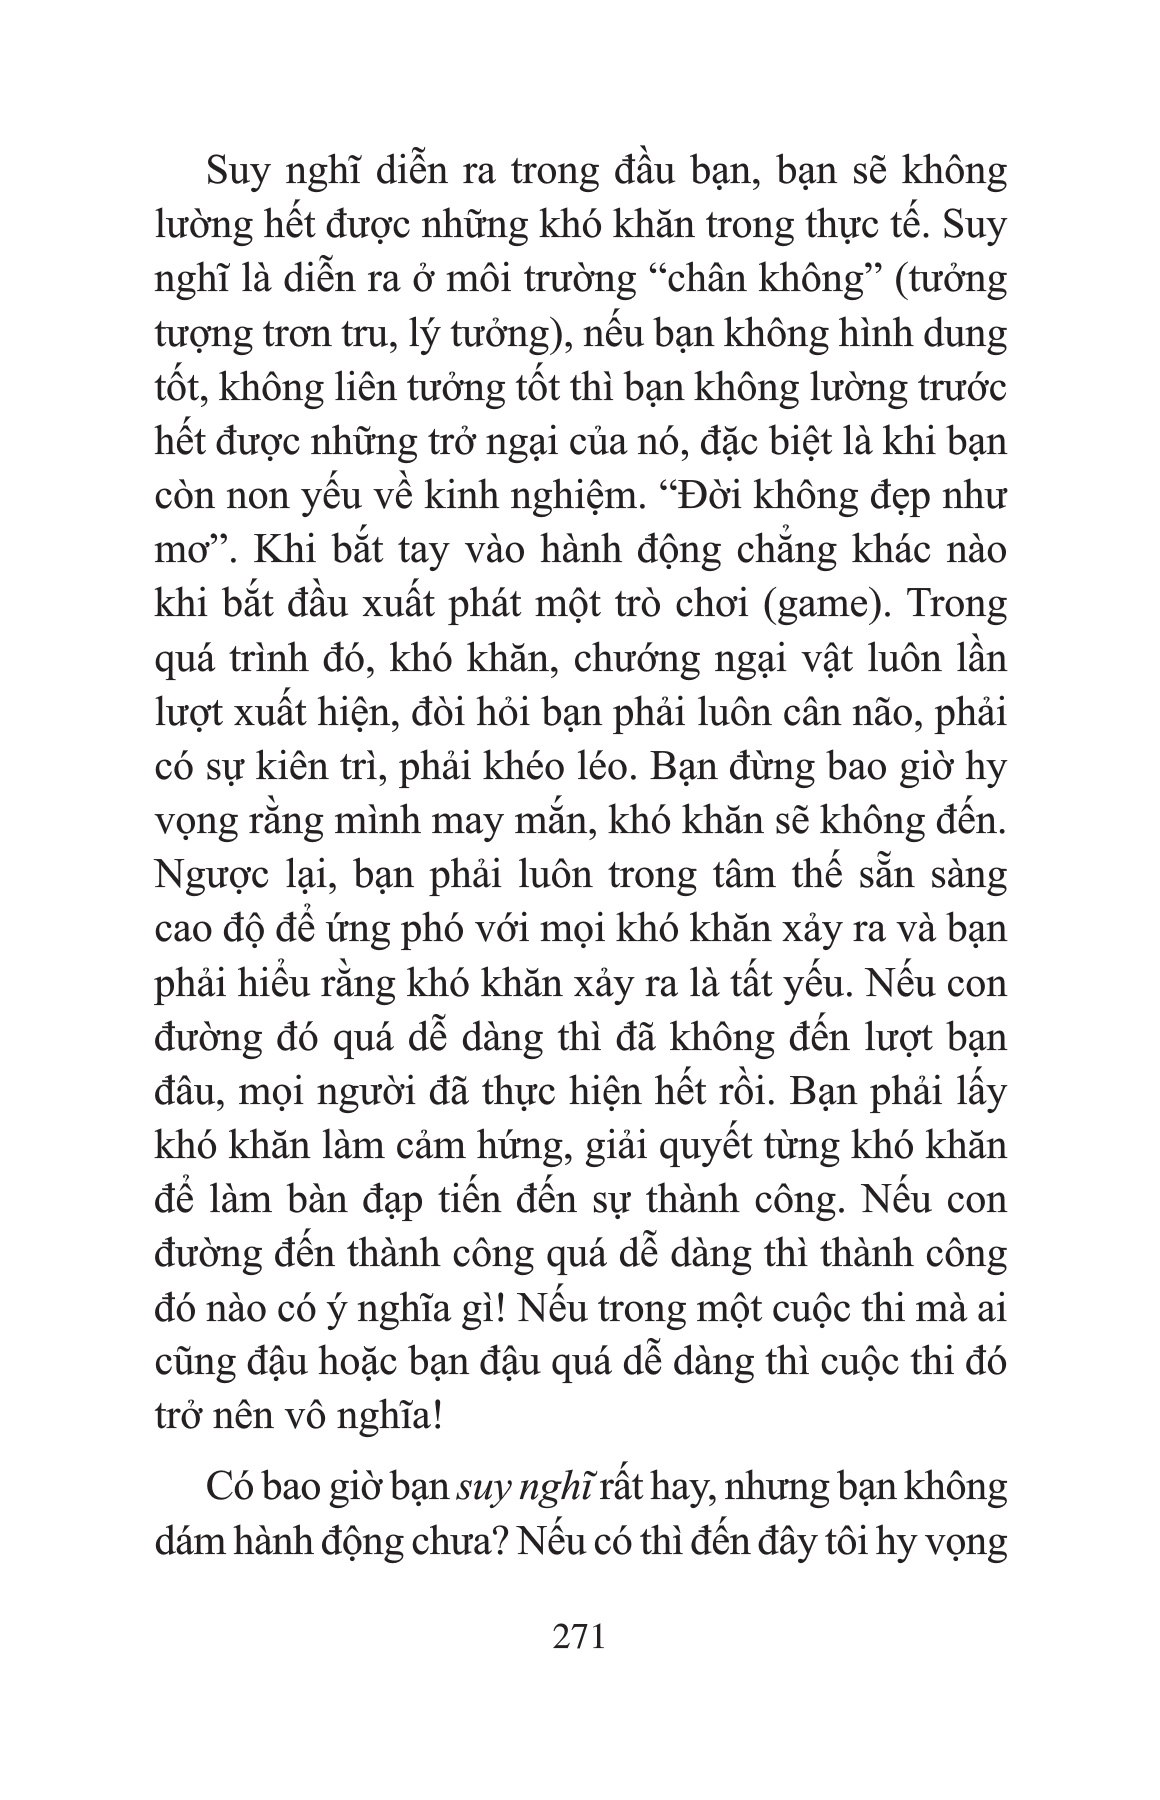 Suy nghĩ diễn ra trong đầu bạn, bạn sẽ không
lường hết được những khó khăn trong thực tế. Suy
nghĩ là diễn ra ở môi trường “chân không” (tưởng
tượng trơn tru, lý tưởng), nếu bạn không hình dung
tốt, không liên tưởng tốt thì bạn không lường trước
hết được những trở ngại của nó, đặc biệt là khi bạn
còn non yếu về kinh nghiệm. “Đời không đẹp như
mơ”. Khi bắt tay vào hành động chẳng khác nào
khi bắt đầu xuất phát một trò chơi (game). Trong
quá trình đó, khó khăn, chướng ngại vật luôn lần
lượt xuất hiện, đòi hỏi bạn phải luôn cân não, phải
có sự kiên trì, phải khéo léo. Bạn đừng bao giờ hy
vọng rằng mình may mắn, khó khăn sẽ không đến.
Ngược lại, bạn phải luôn trong tâm thế sẵn sàng
cao độ để ứng phó với mọi khó khăn xảy ra và bạn
phải hiểu rằng khó khăn xảy ra là tất yếu. Nếu con
đường đó quá dễ dàng thì đã không đến lượt bạn
đâu, mọi người đã thực hiện hết rồi. Bạn phải lấy
khó khăn làm cảm hứng, giải quyết từng khó khăn
để làm bàn đạp tiến đến sự thành công. Nếu con
đường đến thành công quá dễ dàng thì thành công
đó nào có ý nghĩa gì! Nếu trong một cuộc thi mà ai
cũng đậu hoặc bạn đậu quá dễ dàng thì cuộc thi đó
trở nên vô nghĩa!
Có bao giờ bạn suy nghĩ rất hay, nhưng bạn không
dám hành động chưa? Nếu có thì đến đây tôi hy vọng
271